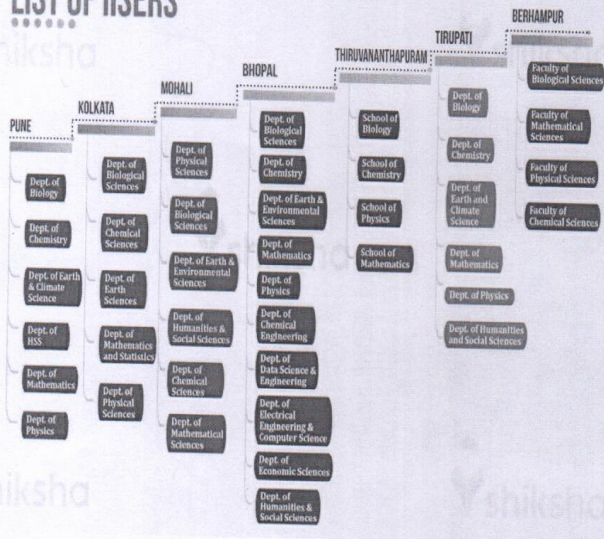 LIST OF IISERS
PUNE
Dept. of
Biology
Dept. of
Chemistry
Dept. of Earth
& Climate
Science
Dept. of
HSS
Dept. of
Mathematics
Dept. of
Physics
KOLKATA
Dept. of
Biological
Sciences
Dept. of
Chemical
Sciences
Dept. of
Earth
Sciences
Dept. of
Mathematics
and Statistics
Dept. of
Physical
Sciences
MOHALI
Dept. of
Physical
Sciences
Dept. of
Biological
Sciences
Dept. of Earth &
Environmental
Sciences
Dept. of
Humanities &
Social Sciences
Dept. of
Chemical
Sciences
Dept. of
Mathematical
Sciences
BHOPAL
Dept. of
Biological
Sciences
Dept. of
Chemistry
Dept. of Earth &
Environmental
Sciences
Dept. of
Mathematics
Dept. of
Physics
Dept. of
Chemical
Engineering
Dept. of
Data Science &
Engineering
Dept. of
Electrical
Engineering &
Computer Science
Dept. of
Economic Sciences
Dept. of
Humanities &
Social Sciences
THIRUVANANTHAPURAM
School of
Biology
School of
Chemistry
School of
Physics
School of
Mathematics
TIRUPATI
Dept. of
Biology
Dept. of
Chemistry
Dept. of
Earth and
Climate
Science
Dept. of
Mathematics
Dept. of Physics
Dept. of Humanities
and Social Sciences
BERHAMPUR
Faculty of
Biological Sciences
Faculty of
Mathematical
Sciences
Faculty of
Physical Sciences
Faculty of
Chemical Sciences
shiksha
shiksha
iksha
shiksha